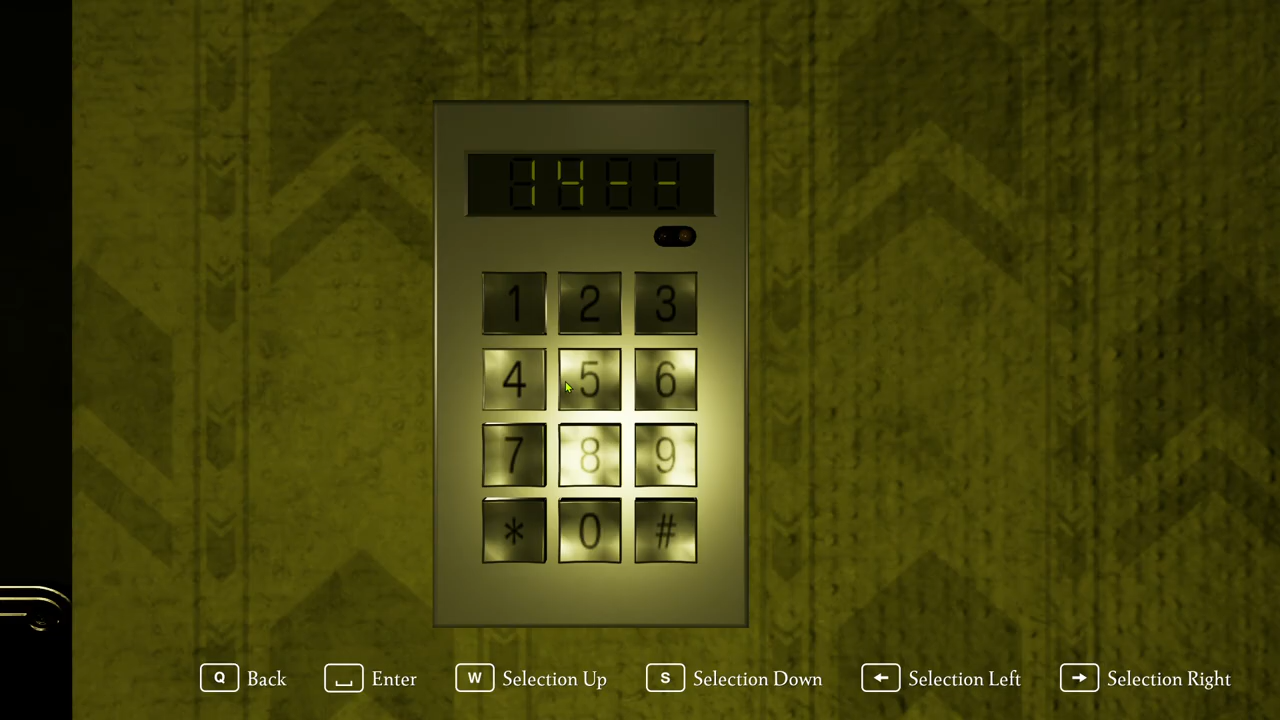 14--
1 2 3
4 5 6
7 8 9
* 0 #
Q Back Enter W Selection Up S Selection Down ← Selection Left → Selection Right